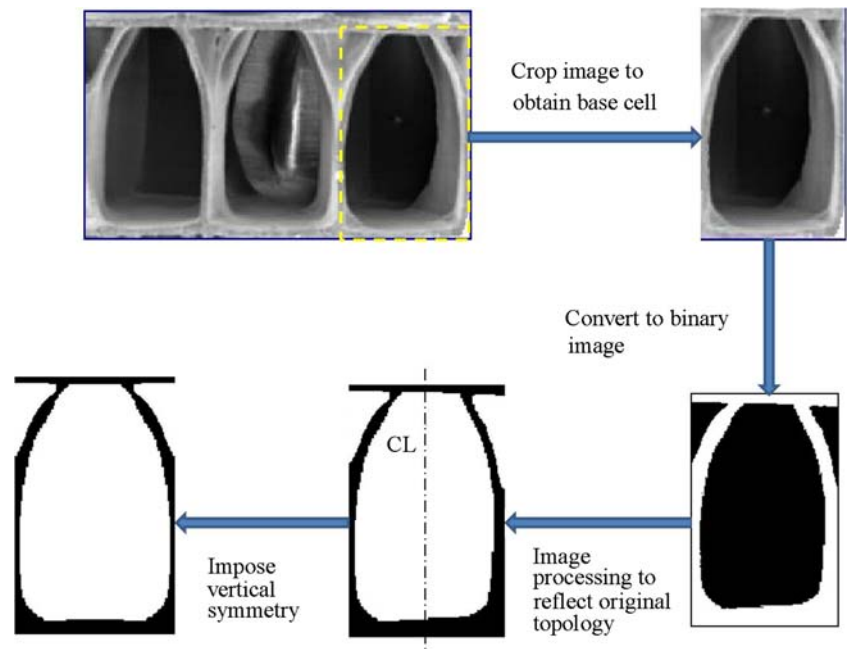 Crop image to
obtain base cell
Convert to binary
image
CL
Image
processing to
reflect original
topology
Impose
vertical
symmetry